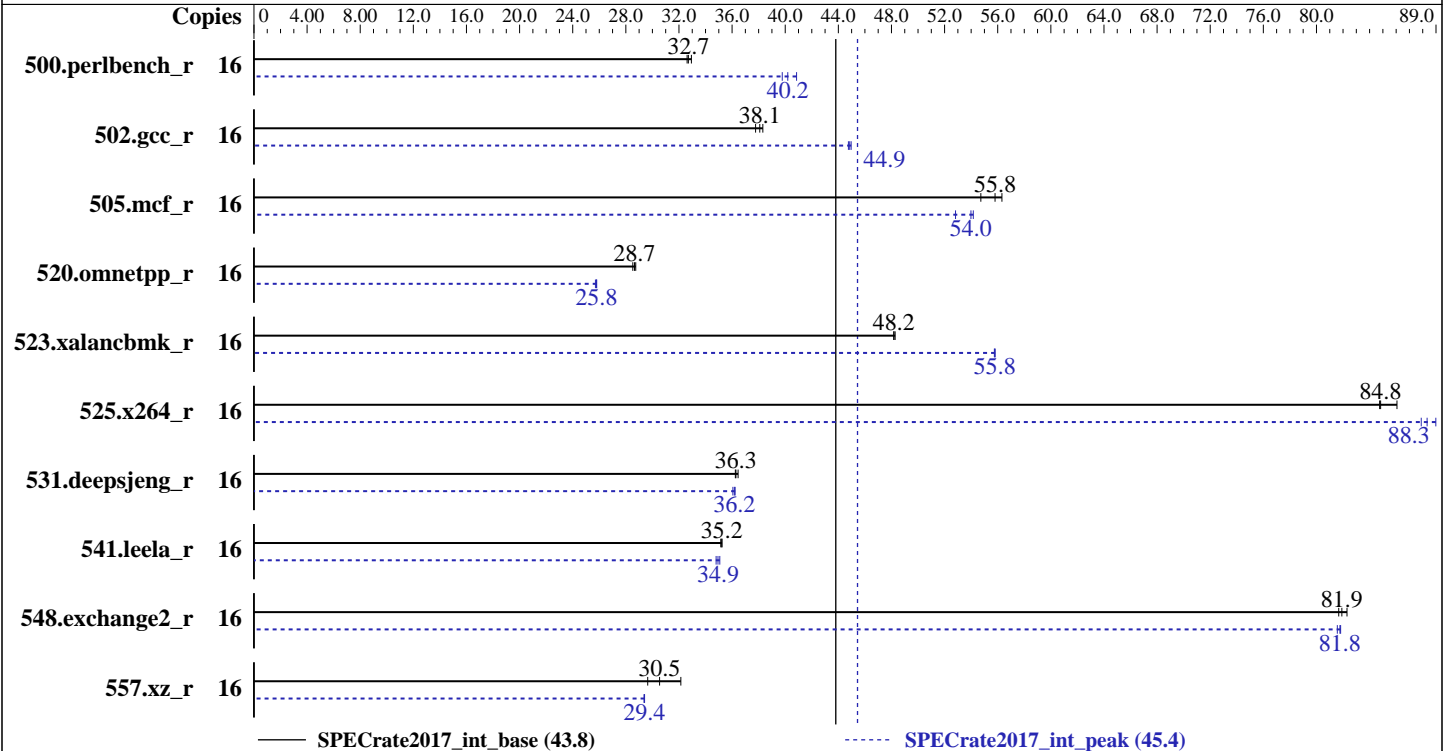 Copies 0 4.00 8.00 12.0 16.0 20.0 24.0 28.0 32.0 36.0 40.0 44.0 48.0 52.0 56.0 60.0 64.0 68.0 72.0 76.0 80.0 89.0
32.7
500.perlbench_r 16
40.2
38.1
502.gcc_r 16
44.9
55.8
505.mcf_r 16
54.0
28.7
520.omnetpp_r 16
25.8
48.2
523.xalancbmk_r 16
55.8
84.8
525.x264_r 16
88.3
36.3
531.deepsjeng_r 16
36.2
35.2
541.leela_r 16
34.9
81.9
548.exchange2_r 16
81.8
30.5
557.xz_r 16
29.4
SPECrate2017_int_base (43.8) SPECrate2017_int_peak (45.4)